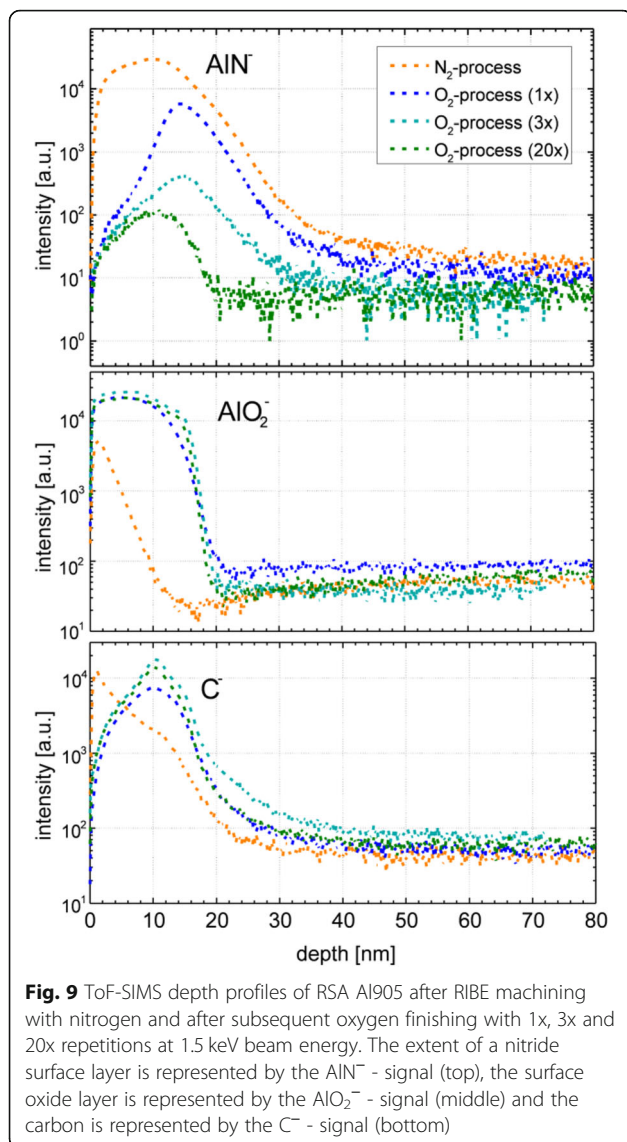 AlN⁻
N₂-process
O₂-process (1x)
O₂-process (3x)
O₂-process (20x)
intensity [a.u.]
10⁴
10³
10²
10¹
10⁰
AlO₂⁻
intensity [a.u.]
10⁴
10³
10²
10¹
C⁻
intensity [a.u.]
10⁴
10³
10²
10¹
0 10 20 30 40 50 60 70 80
depth [nm]
Fig. 9 ToF-SIMS depth profiles of RSA Al905 after RIBE machining
with nitrogen and after subsequent oxygen finishing with 1x, 3x and
20x repetitions at 1.5 keV beam energy. The extent of a nitride
surface layer is represented by the AlN⁻ - signal (top), the surface
oxide layer is represented by the AlO₂⁻ - signal (middle) and the
carbon is represented by the C⁻ - signal (bottom)